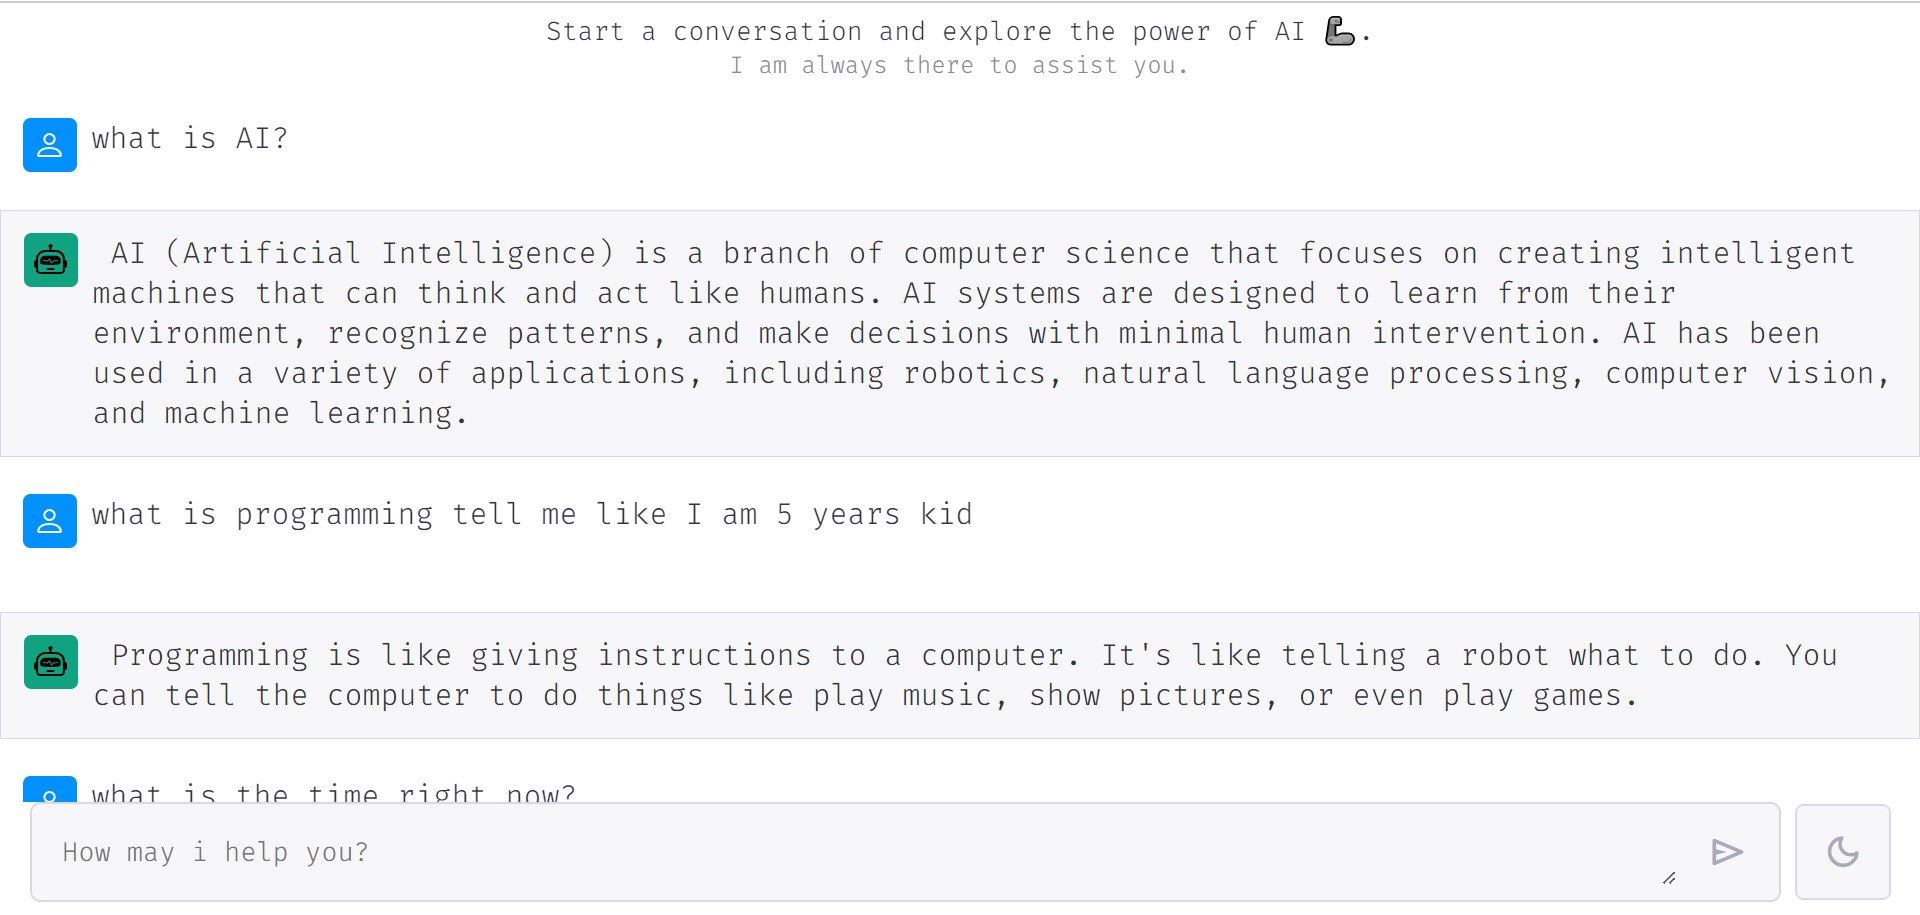 Start a conversation and explore the power of AI 🦾.
I am always there to assist you.
what is AI?
AI (Artificial Intelligence) is a branch of computer science that focuses on creating intelligent
machines that can think and act like humans. AI systems are designed to learn from their
environment, recognize patterns, and make decisions with minimal human intervention. AI has been
used in a variety of applications, including robotics, natural language processing, computer vision,
and machine learning.
what is programming tell me like I am 5 years kid
Programming is like giving instructions to a computer. It's like telling a robot what to do. You
can tell the computer to do things like play music, show pictures, or even play games.
what is the time right now?
How may i help you?